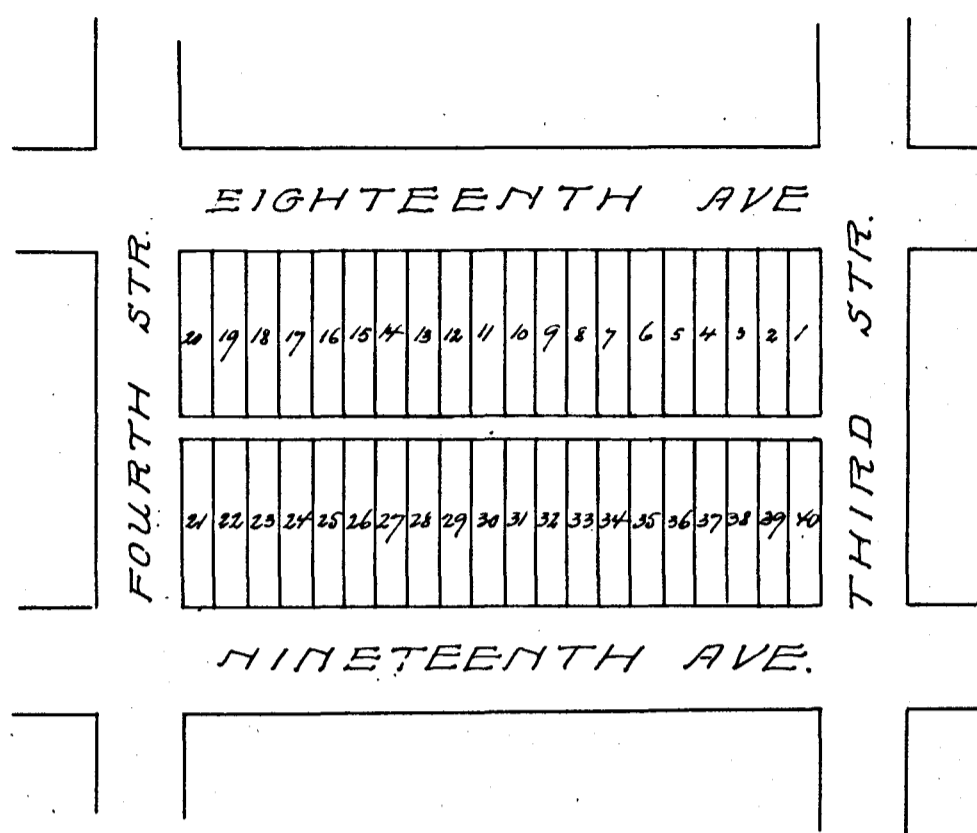 EIGHTEENTH AVE
FOURTH STR.
THIRD STR.
20 19 18 17 16 15 14 13 12 11 10 9 8 7 6 5 4 3 2 1
21 22 23 24 25 26 27 28 29 30 31 32 33 34 35 36 37 38 39 40
NINETEENTH AVE.